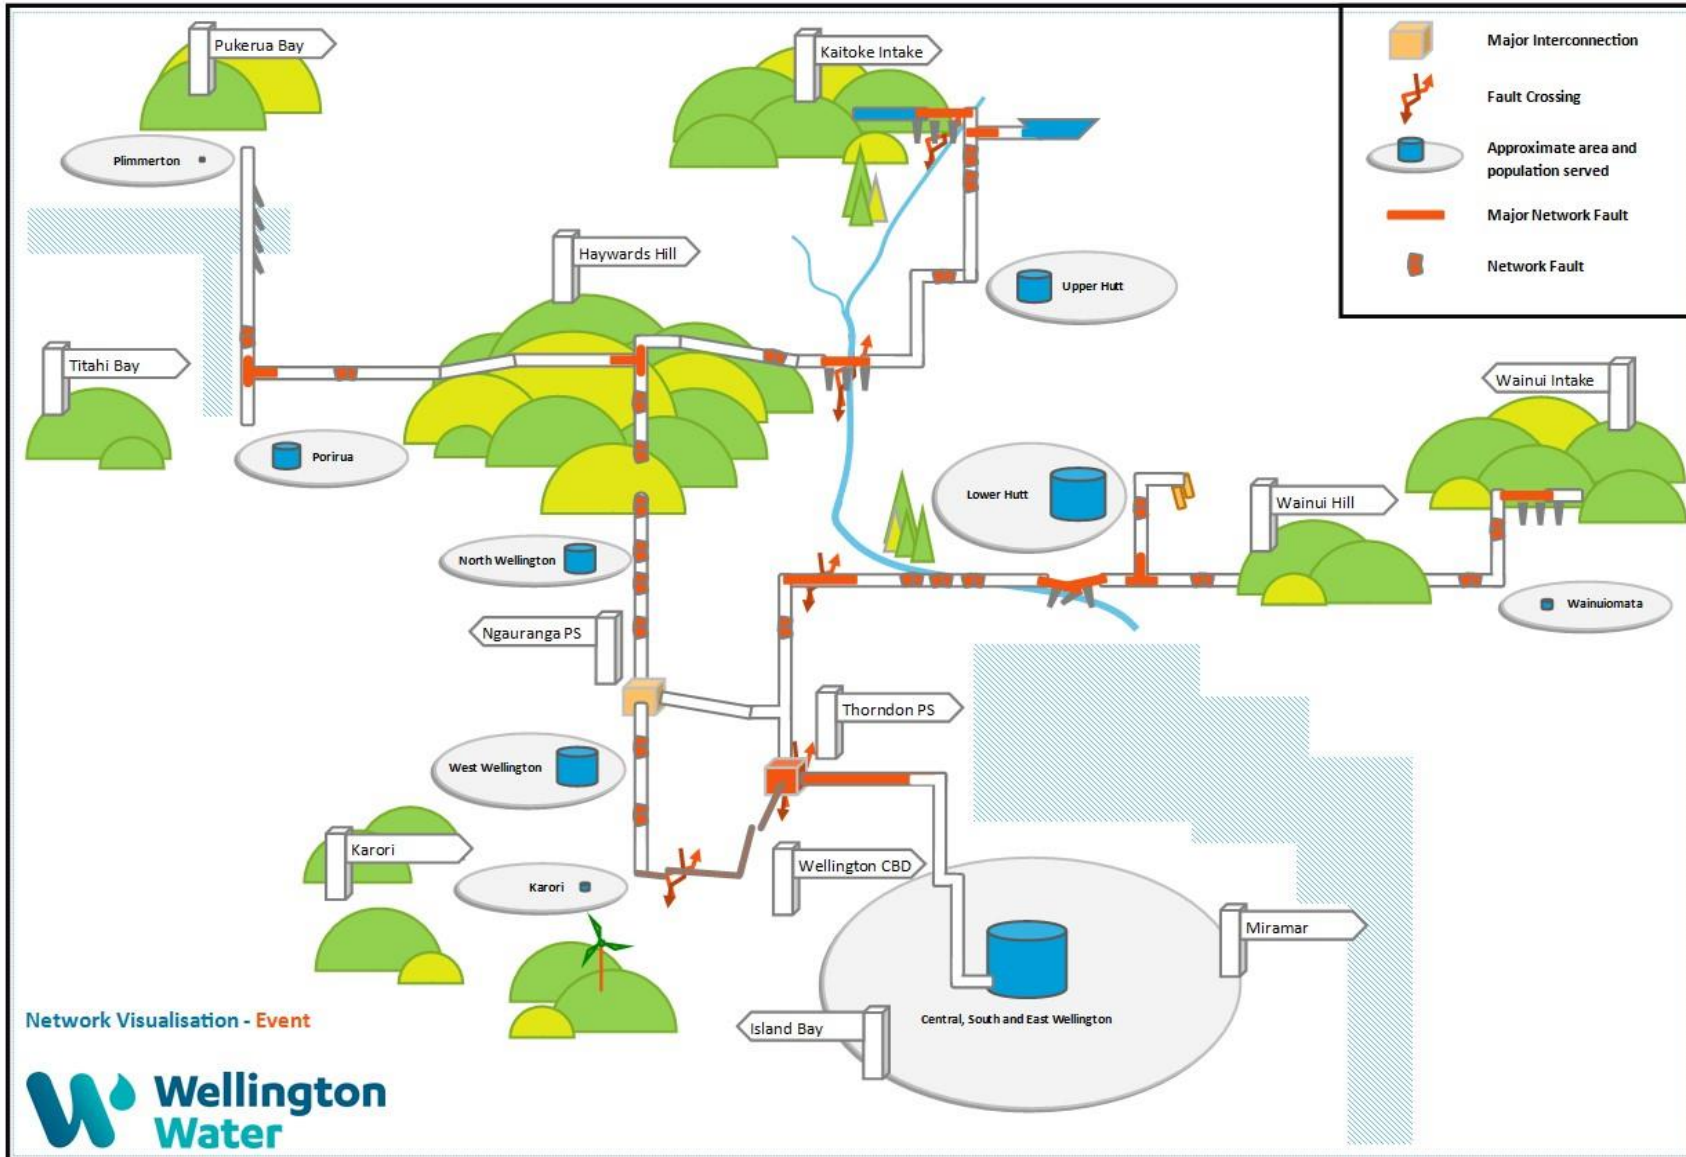 Pukerua Bay
Kaitoke Intake
Major Interconnection
Fault Crossing
Approximate area and
population served
Major Network Fault
Network Fault
Plimmerton
Haywards Hill
Upper Hutt
Titahi Bay
Wainui Intake
Porirua
Lower Hutt
Wainui Hill
North Wellington
Wainuiomata
Ngauranga PS
Thorndon PS
West Wellington
Karori
Wellington CBD
Karori
Miramar
Island Bay
Central, South and East Wellington
Network Visualisation - Event
Wellington
Water